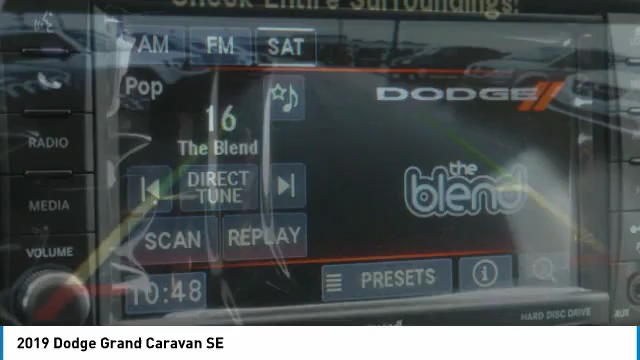 Check Entire Surroundings!
AM FM SAT
Pop
DODGE
16
The Blend
RADIO
DIRECT
TUNE
the
blend
MEDIA
SCAN REPLAY
VOLUME
PRESETS
10:48
HARD DISC DRIVE
AUX
2019 Dodge Grand Caravan SE